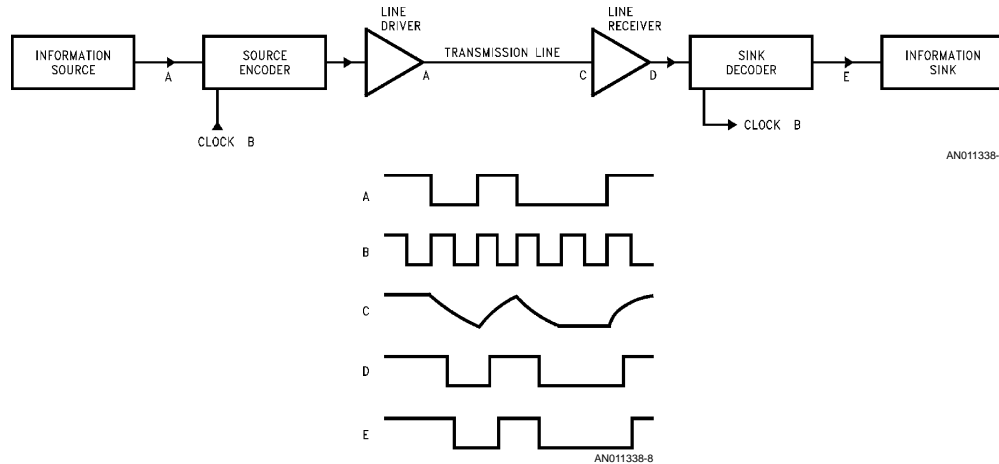 LINE
DRIVER
LINE
RECEIVER
INFORMATION
SOURCE
A
SOURCE
ENCODER
CLOCK B
A
TRANSMISSION LINE
C
D
SINK
DECODER
CLOCK B
E
INFORMATION
SINK
AN011338-
A
B
C
D
E
AN011338-8